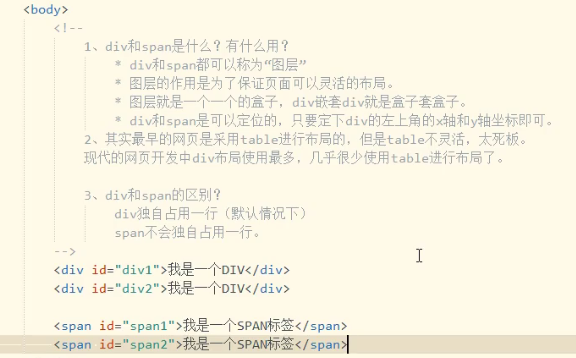 <body>
<!--
1、div和span是什么？有什么用？
* div和span都可以称为“图层”
* 图层的作用是为了保证页面可以灵活的布局。
* 图层就是一个一个的盒子，div嵌套div就是盒子套盒子。
* div和span是可以定位的，只要定下div的左上角的x轴和y轴坐标即可。
2、其实最早的网页是采用table进行布局的，但是table不灵活，太死板。
现代的网页开发中div布局使用最多，几乎很少使用table进行布局了。
3、div和span的区别？
div独自占用一行（默认情况下）
span不会独自占用一行。
-->
<div id="div1">我是一个DIV</div>
<div id="div2">我是一个DIV</div>
<span id="span1">我是一个SPAN标签</span>
<span id="span2">我是一个SPAN标签</span>